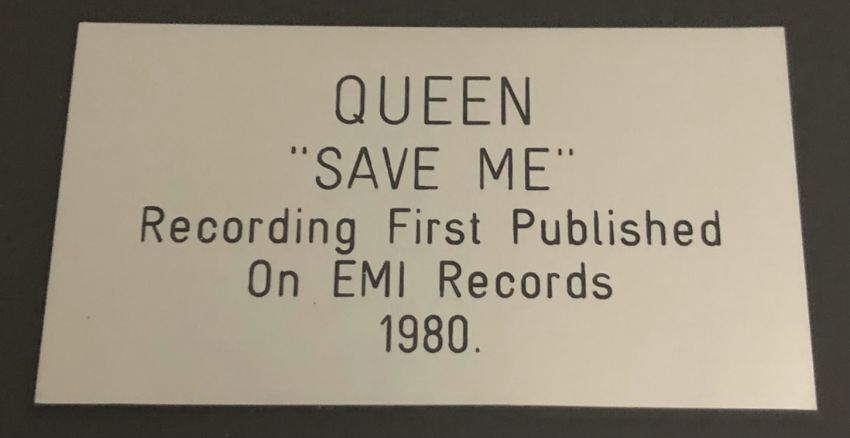 QUEEN
"SAVE ME"
Recording First Published
On EMI Records
1980.